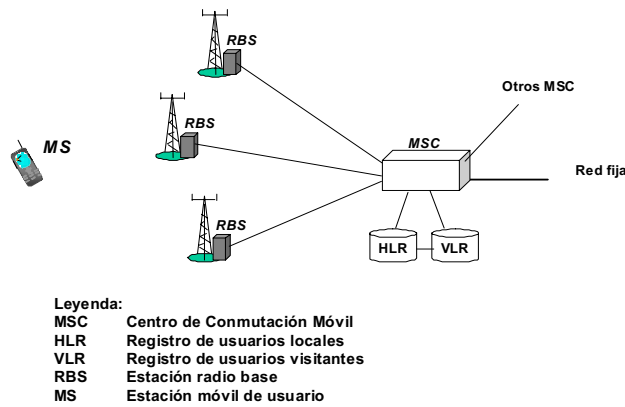 RBS
Otros MSC
RBS
MS
MSC
Red fija
RBS
HLR
VLR
Leyenda:
MSC Centro de Conmutación Móvil
HLR Registro de usuarios locales
VLR Registro de usuarios visitantes
RBS Estación radio base
MS Estación móvil de usuario